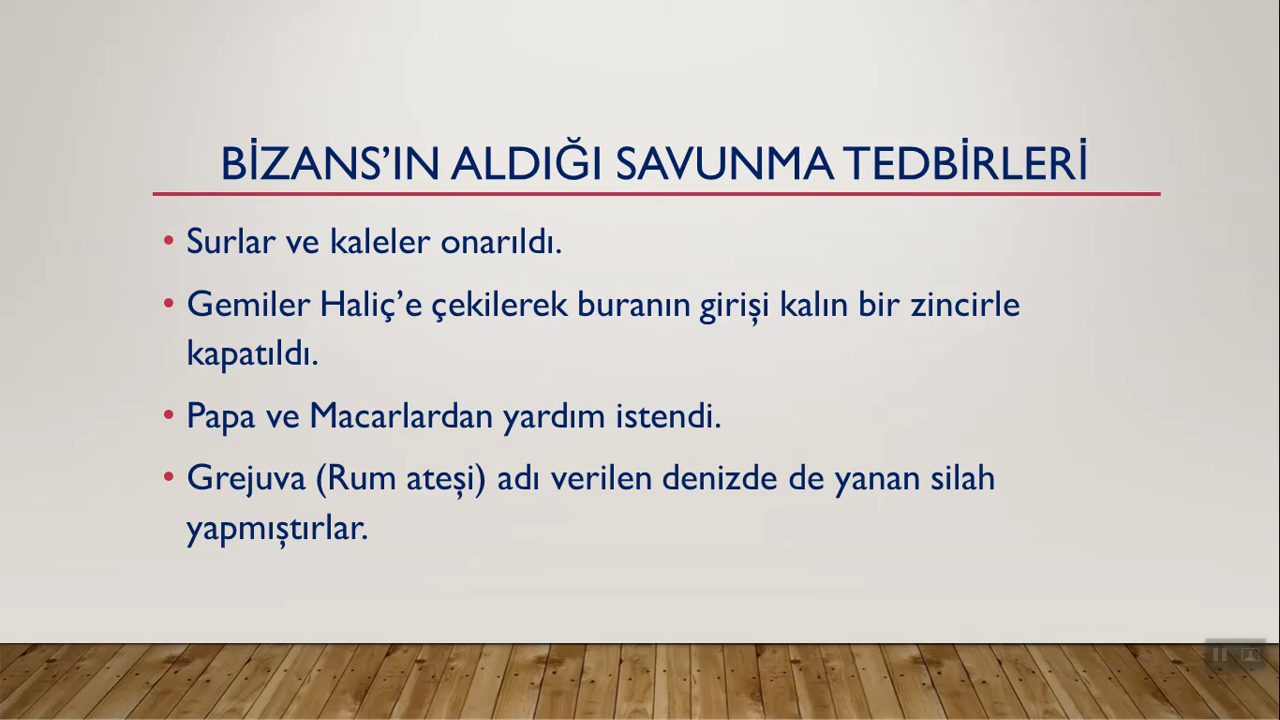 BİZANS’IN ALDIĞI SAVUNMA TEDBİRLERİ
• Surlar ve kaleler onarıldı.
• Gemiler Haliç’e çekilerek buranın girişi kalın bir zincirle
kapatıldı.
• Papa ve Macarlardan yardım istendi.
• Grejuva (Rum ateşi) adı verilen denizde de yanan silah
yapmıştırlar.